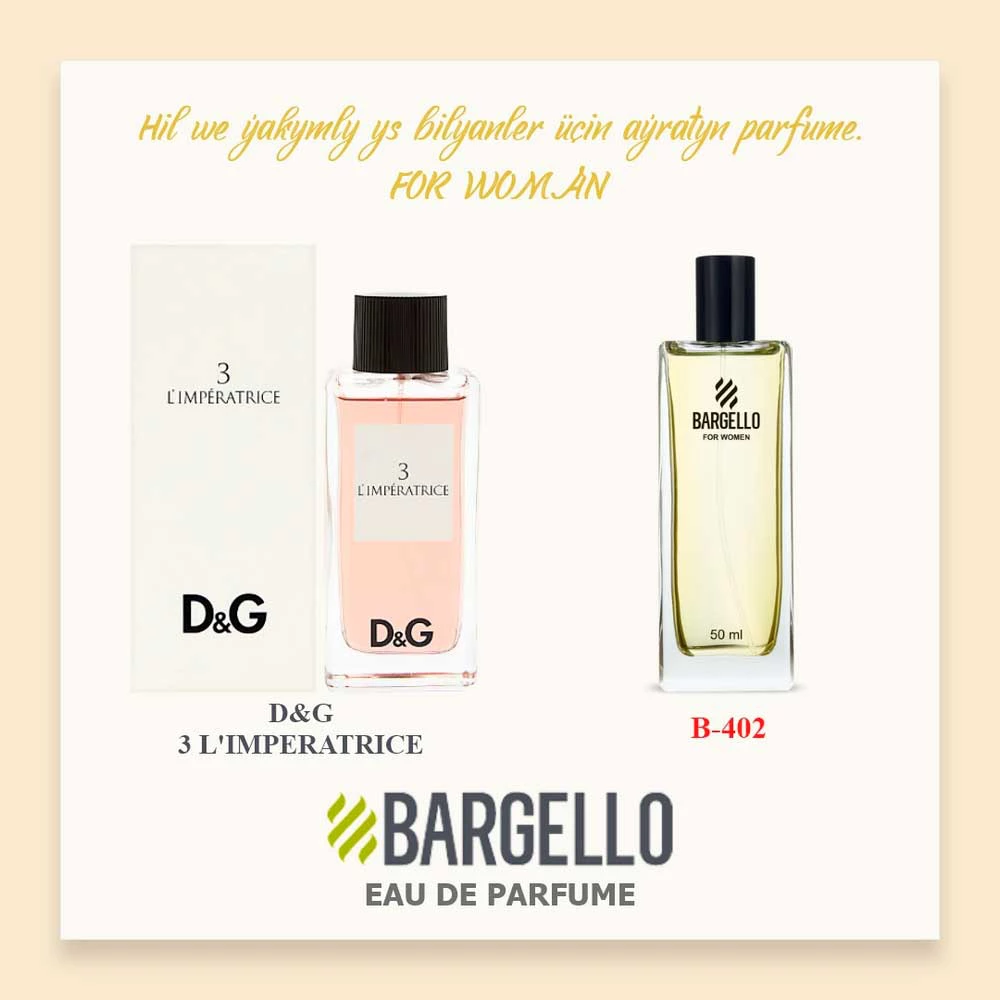 Hil we ýakymly ys bilyanler üçin aýratyn parfume.
FOR WOMAN
3
L'IMPÉRATRICE
D&G
3
L'IMPÉRATRICE
D&G
D&G
3 L'IMPERATRICE
BARGELLO
FOR WOMEN
50 ml
B-402
BARGELLO
EAU DE PARFUME